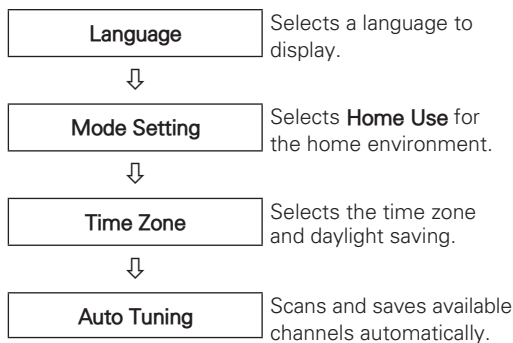 Language
Selects a language to
display.
Mode Setting
Selects Home Use for
the home environment.
Time Zone
Selects the time zone
and daylight saving.
Auto Tuning
Scans and saves available
channels automatically.